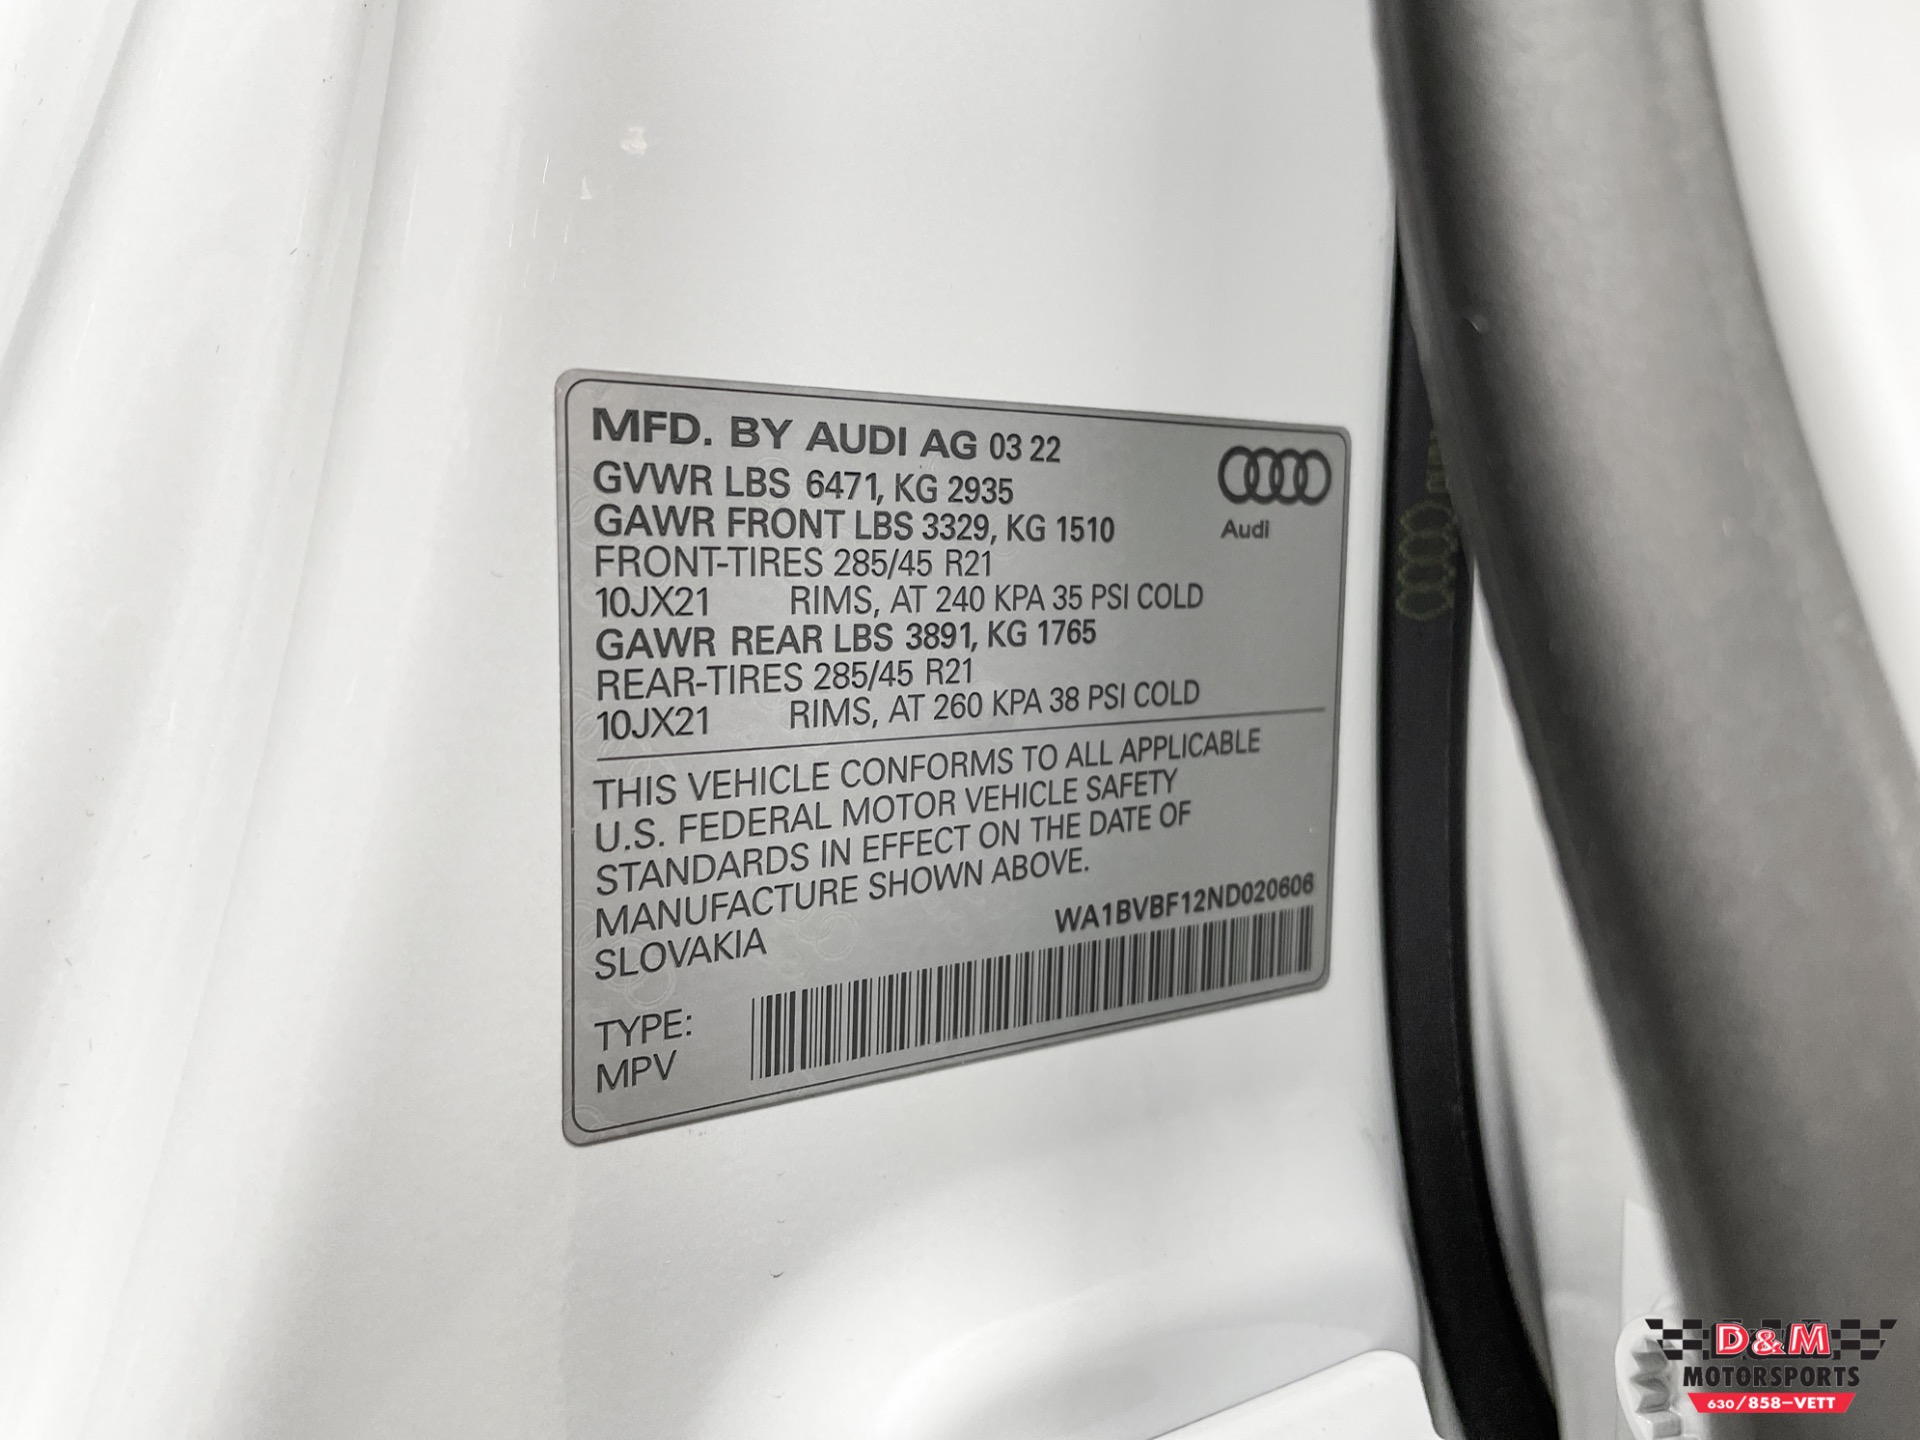 MFD. BY AUDI AG 03 22
GVWR LBS 6471, KG 2935
GAWR FRONT LBS 3329, KG 1510
FRONT-TIRES 285/45 R21
10JX21 RIMS, AT 240 KPA 35 PSI COLD
GAWR REAR LBS 3891, KG 1765
REAR-TIRES 285/45 R21
10JX21 RIMS, AT 260 KPA 38 PSI COLD
Audi
THIS VEHICLE CONFORMS TO ALL APPLICABLE
U.S. FEDERAL MOTOR VEHICLE SAFETY
STANDARDS IN EFFECT ON THE DATE OF
MANUFACTURE SHOWN ABOVE.
SLOVAKIA
WA1BVBF12ND020606
TYPE:
MPV
D&M
MOTORSPORTS
630/858-VETT